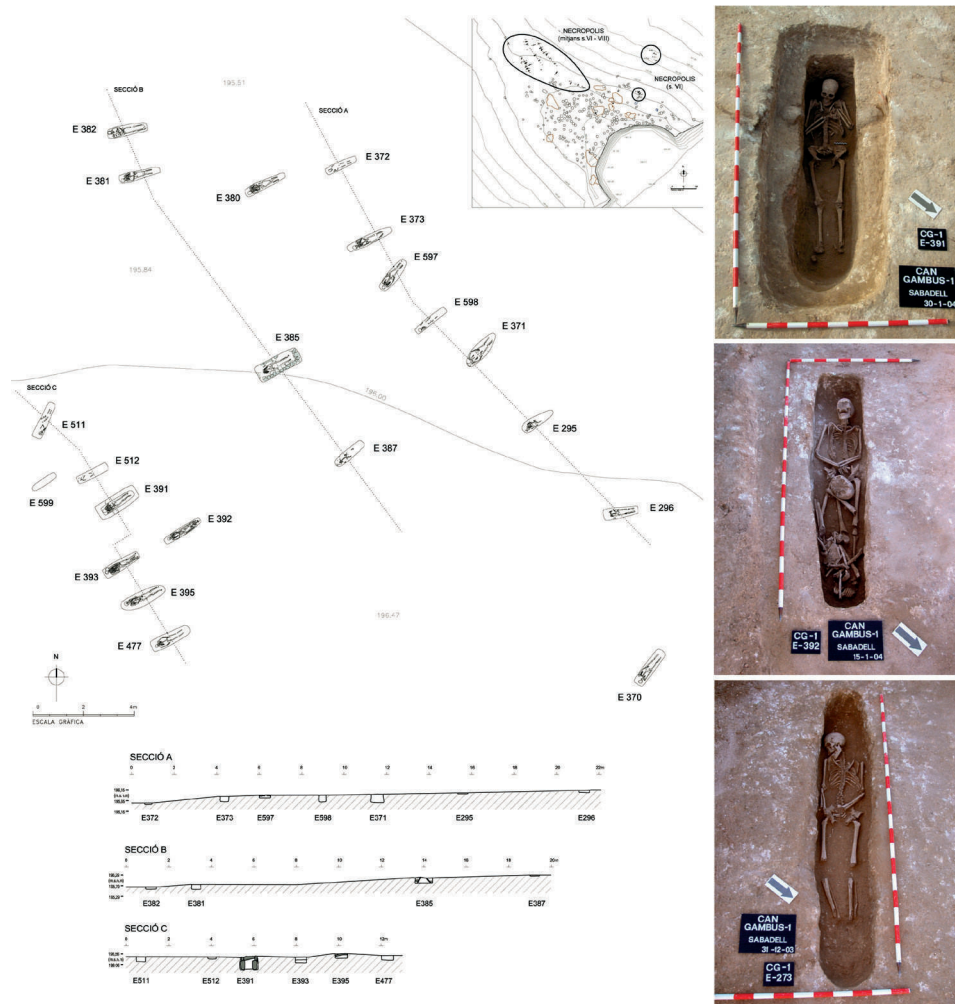 NECROPOLIS
(mitjans s.VI - VIII)
NECROPOLIS
(s. VI)
SECCIÓ B
195.51
SECCIÓ A
E 382
E 381
E 380
E 372
E 373
E 597
195.84
E 598
E 385
E 371
SECCIÓ C
196.00
E 511
E 295
E 387
E 512
E 599
E 391
E 392
E 296
E 393
E 395
196.47
E 477
E 370
N
0 2 4m
ESCALA GRÀFICA
SECCIÓ A
0 2 4 6 8 10 12 14 16 18 20 22m
E372 E373 E597 E598 E371 E295 E296
SECCIÓ B
0 2 4 6 8 10 12 14 16 18 20m
E382 E381 E385 E387
SECCIÓ C
0 2 4 6 8 10 12m
E511 E512 E391 E393 E395 E477
CG-1
E-391
CAN
GAMBUS-1
SABADELL
30-1-04
CG-1
E-392
CAN
GAMBUS-1
SABADELL
15-1-04
CAN
GAMBUS-1
SABADELL
31-12-03
CG-1
E-273